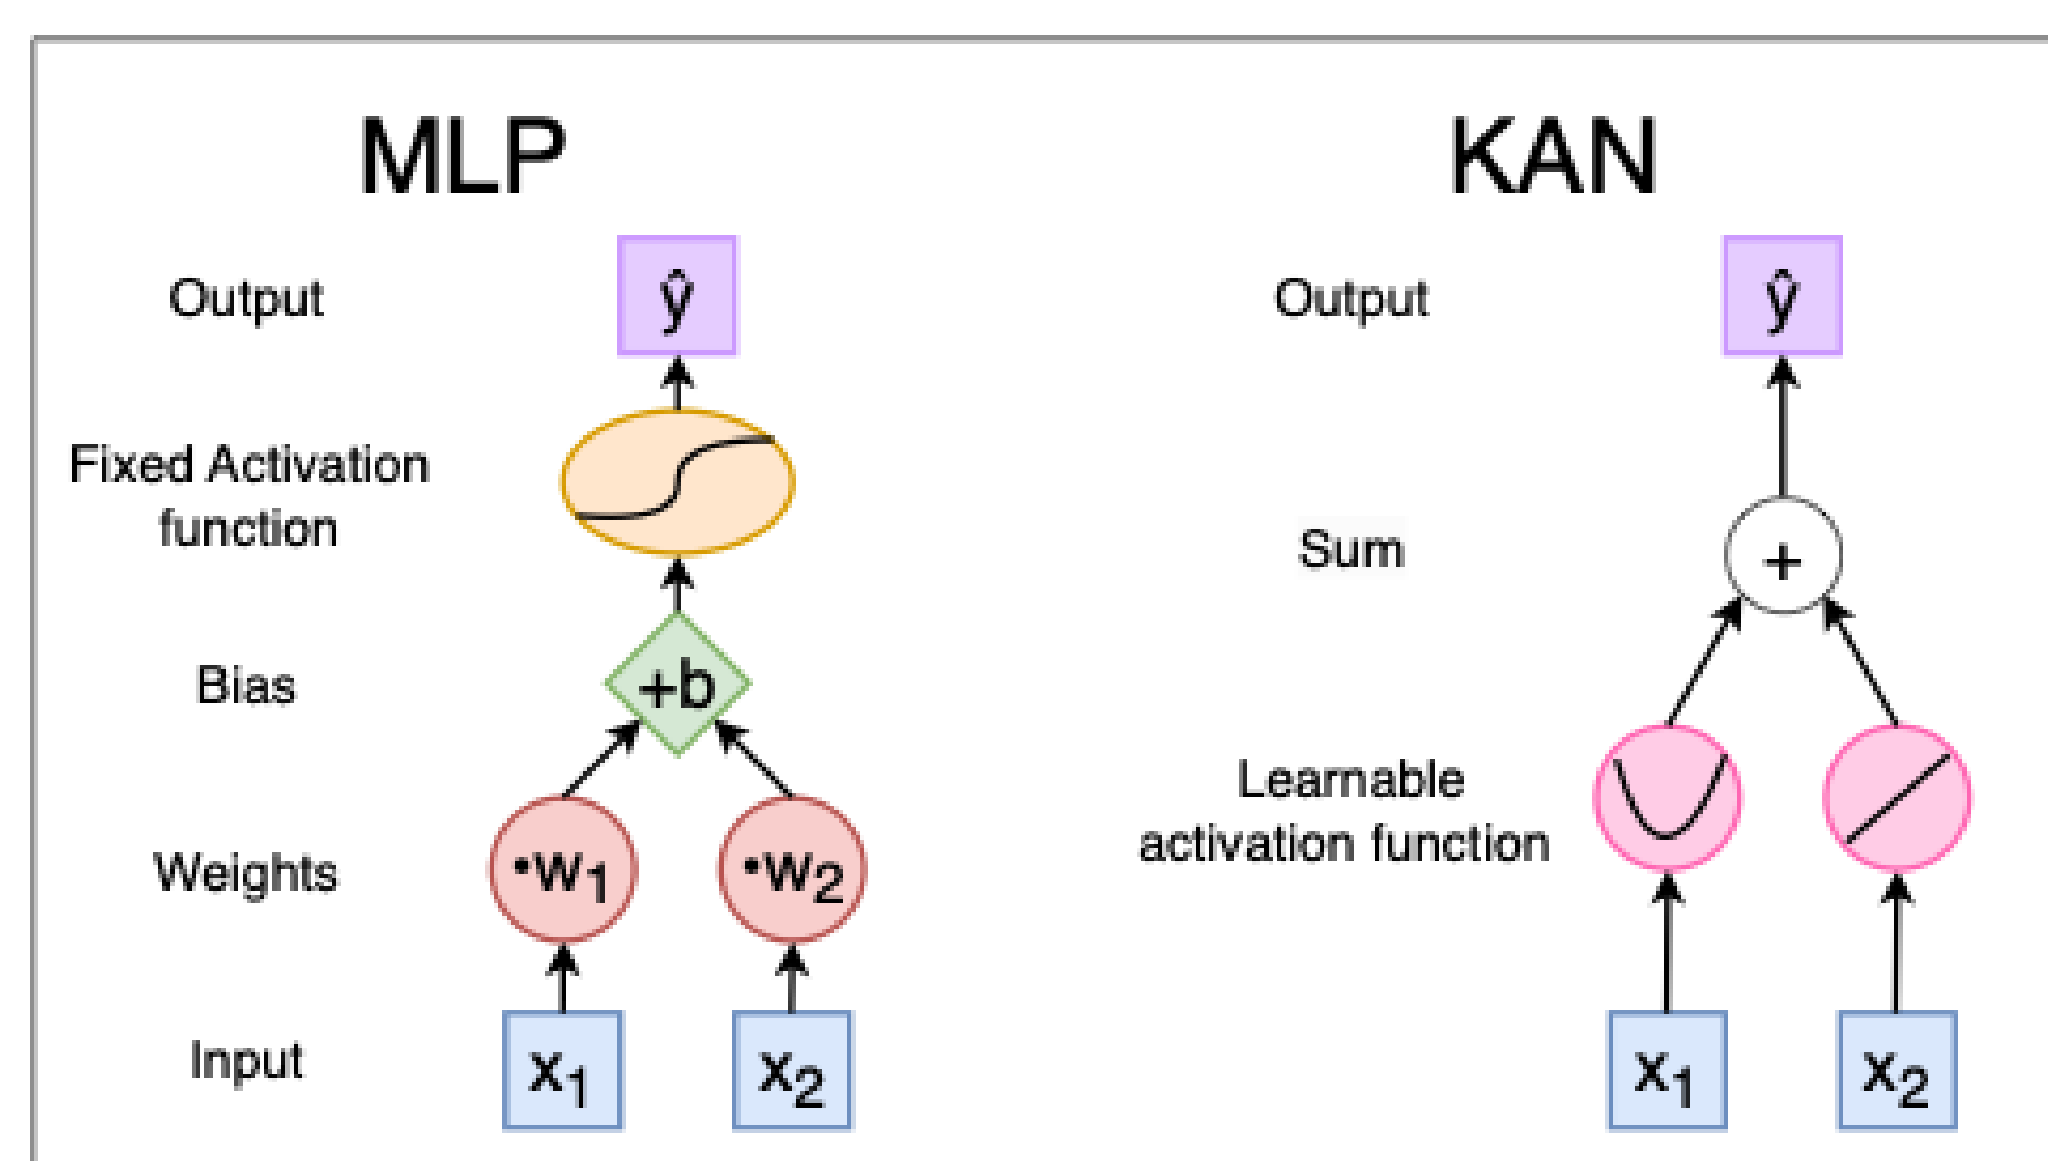 MLP
Output
ŷ
Fixed Activation
function
Bias
+b
Weights
·w₁
·w₂
Input
x₁
x₂
KAN
Output
ŷ
Sum
+
Learnable
activation function
x₁
x₂